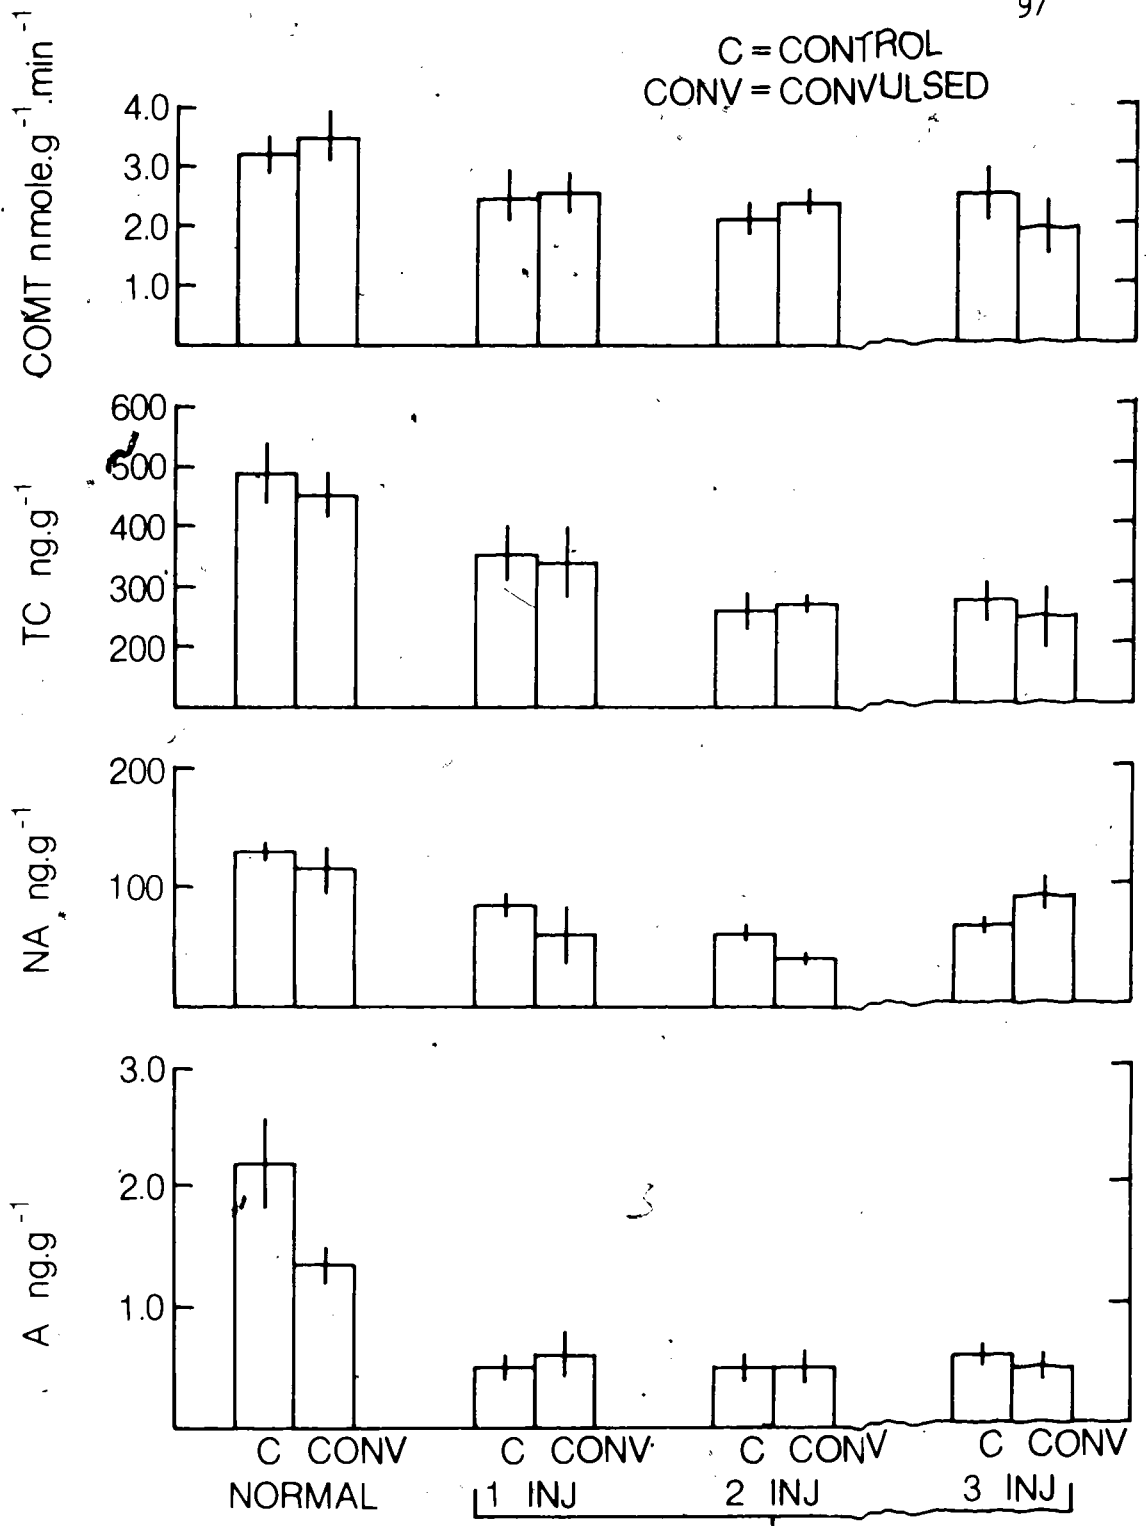 97
C = CONTROL
CONV = CONVULSED
COMT nmole.g⁻¹.min⁻¹
4.0
3.0
2.0
1.0
TC ng.g⁻¹
600
500
400
300
200
NA ng.g⁻¹
200
100
A ng.g⁻¹
3.0
2.0
1.0
C CONV C CONV C CONV C CONV
NORMAL 1 INJ 2 INJ 3 INJ